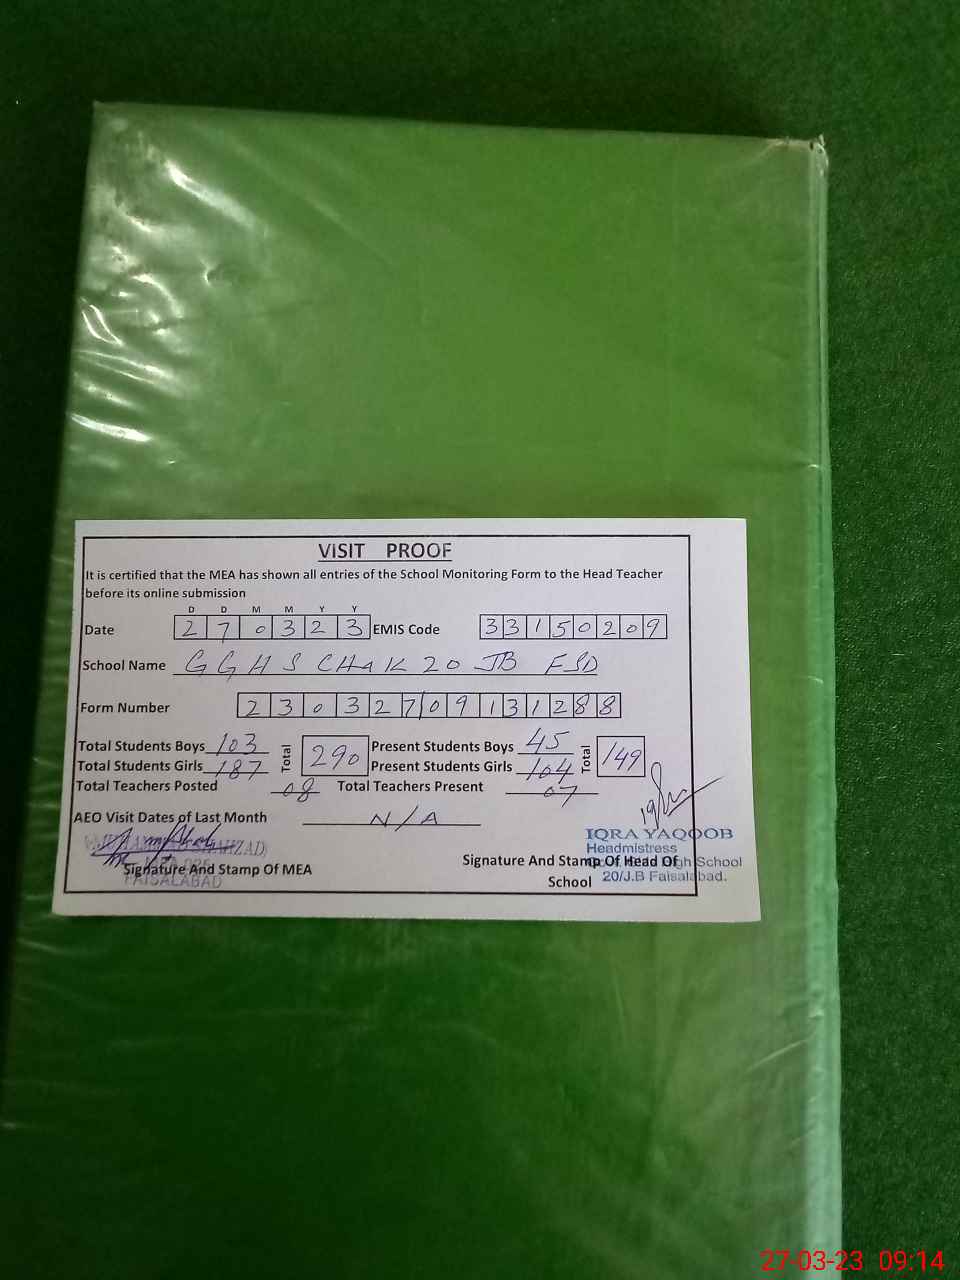 VISIT PROOF
It is certified that the MEA has shown all entries of the School Monitoring Form to the Head Teacher
before its online submission
D D M M Y Y
Date 2 7 0 3 2 3 EMIS Code 3 3 1 5 0 2 0 9
School Name G G H S CHAK 20 JB FSD
Form Number 2 3 0 3 2 7 0 9 1 3 1 2 8 8
Total Students Boys 103 Total 290 Present Students Boys 45 Total 149
Total Students Girls 187 Present Students Girls 104
Total Teachers Posted 08 Total Teachers Present 07
AEO Visit Dates of Last Month N/A
IQRA YAQOOB
Headmistress
High School
20/J.B Faisalabad.
Signature And Stamp Of MEA
FAISALABAD
Signature And Stamp Of Head Of
School
27-03-23 09:14